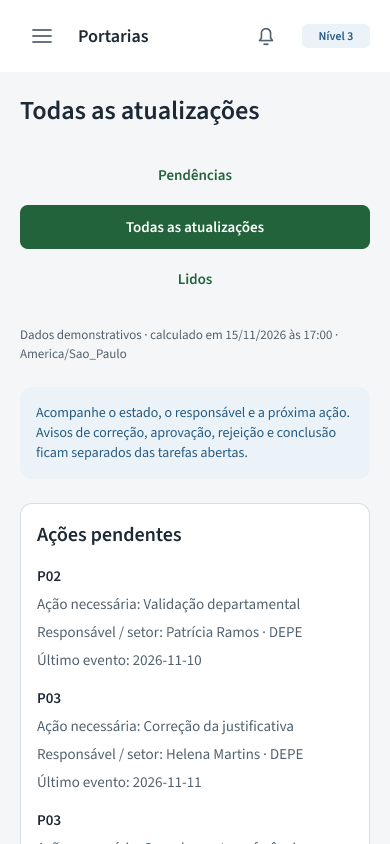 Portarias
Nível 3
Todas as atualizações
Pendências
Todas as atualizações
Lidos
Dados demonstrativos · calculado em 15/11/2026 às 17:00 ·
America/Sao_Paulo
Acompanhe o estado, o responsável e a próxima ação.
Avisos de correção, aprovação, rejeição e conclusão
ficam separados das tarefas abertas.
Ações pendentes
P02
Ação necessária: Validação departamental
Responsável / setor: Patrícia Ramos · DEPE
Último evento: 2026-11-10
P03
Ação necessária: Correção da justificativa
Responsável / setor: Helena Martins · DEPE
Último evento: 2026-11-11
P03